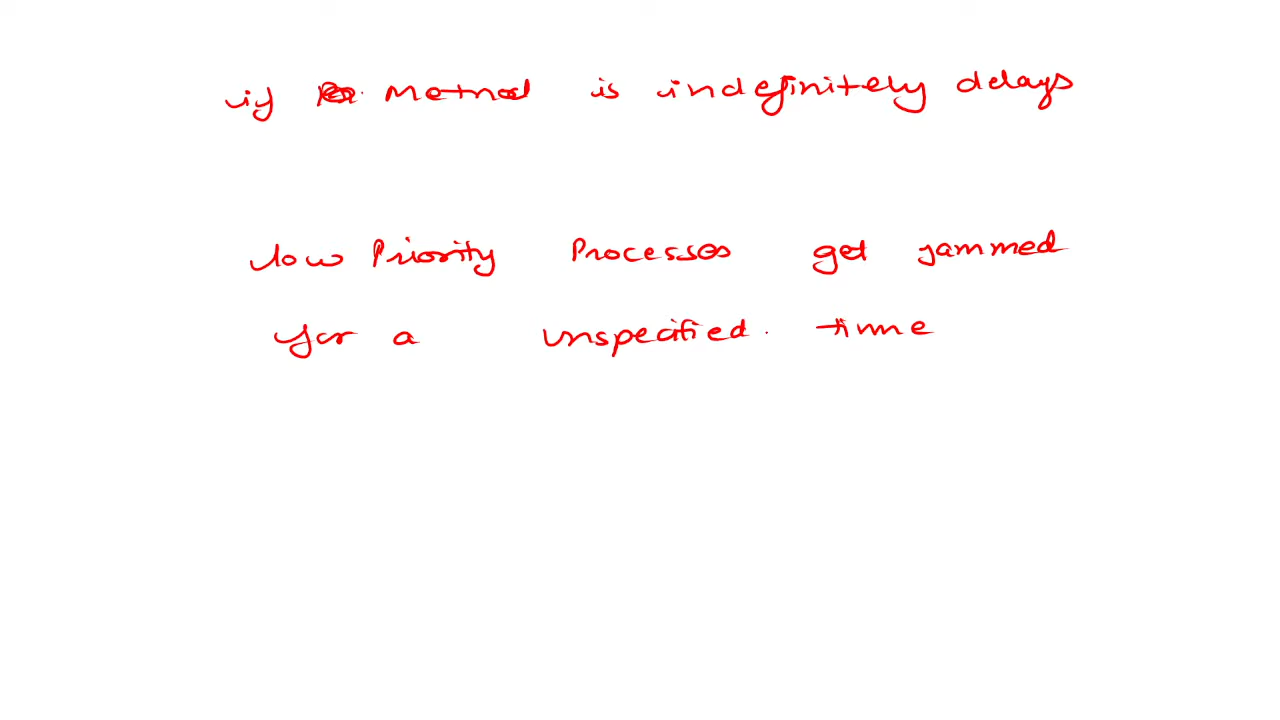 if Method is indefinitely delays
low Priority Processes get jammed
for a unspecified. time